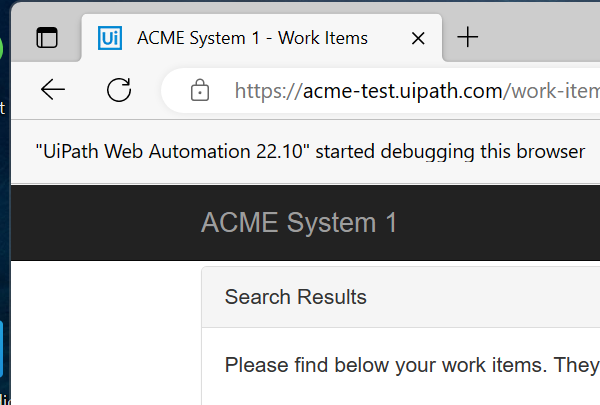 Ui ACME System 1 - Work Items
https://acme-test.uipath.com/work-item
"UiPath Web Automation 22.10" started debugging this browser
ACME System 1
Search Results
Please find below your work items. They